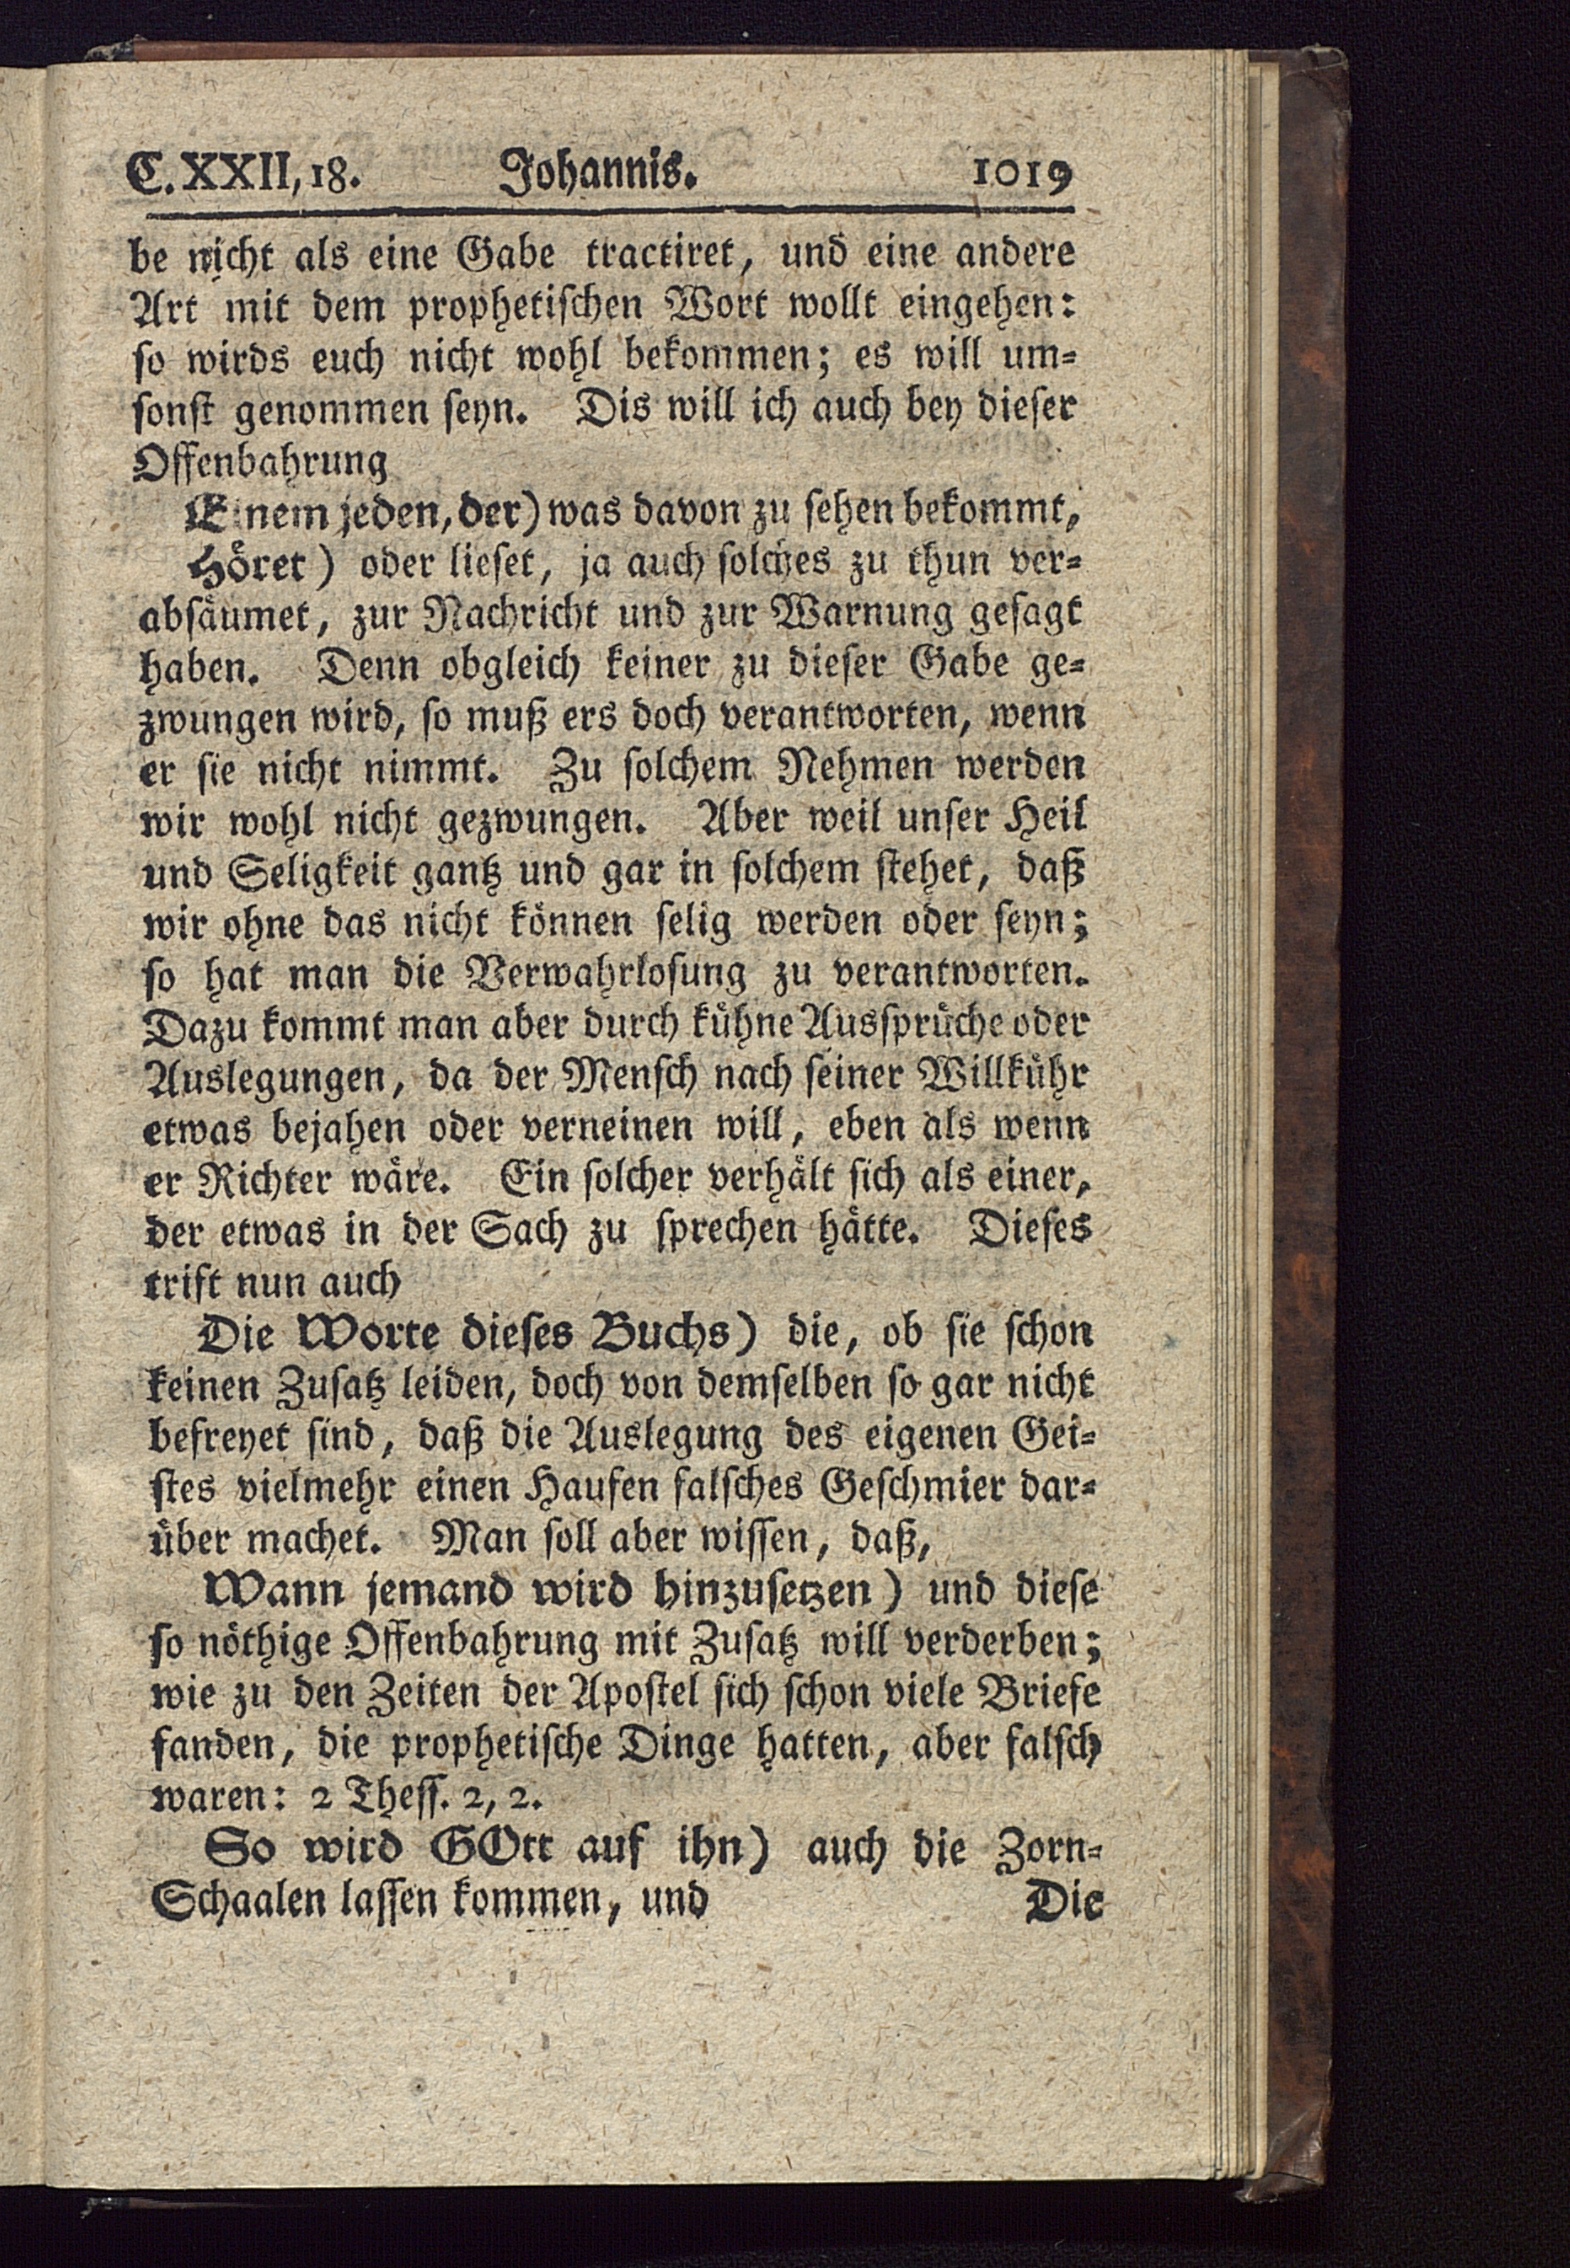 C. XXII, 18. Johannis. 1019
be nicht als eine Gabe tractiret, und eine andere
Art mit dem prophetischen Wort wollt eingehen:
so wirds euch nicht wohl bekommen; es will um-
sonst genommen seyn. Dis will ich auch bey dieser
Offenbahrung
Einem jeden, der) was davon zu sehen bekommt,
Höret) oder lieset, ja auch solches zu thun ver-
absäumet, zur Nachricht und zur Warnung gesagt
haben. Denn obgleich keiner zu dieser Gabe ge-
zwungen wird, so muß ers doch verantworten, wenn
er sie nicht nimmt. Zu solchem Nehmen werden
wir wohl nicht gezwungen. Aber weil unser Heil
und Seligkeit gantz und gar in solchem stehet, daß
wir ohne das nicht können selig werden oder seyn;
so hat man die Verwahrlosung zu verantworten.
Dazu kommt man aber durch kühne Aussprüche oder
Auslegungen, da der Mensch nach seiner Willkühr
etwas bejahen oder verneinen will, eben als wenn
er Richter wäre. Ein solcher verhält sich als einer,
der etwas in der Sach zu sprechen hätte. Dieses
trift nun auch
Die Worte dieses Buchs) die, ob sie schon
keinen Zusatz leiden, doch von demselben so gar nicht
befreyet sind, daß die Auslegung des eigenen Gei-
stes vielmehr einen Haufen falsches Geschmier dar-
über machet. Man soll aber wissen, daß,
Wann jemand wird hinzusetzen) und diese
so nöthige Offenbahrung mit Zusatz will verderben;
wie zu den Zeiten der Apostel sich schon viele Briefe
fanden, die prophetische Dinge hatten, aber falsch
waren: 2 Thess. 2, 2.
So wird GOtt auf ihn) auch die Zorn-
Schaalen lassen kommen, und Die